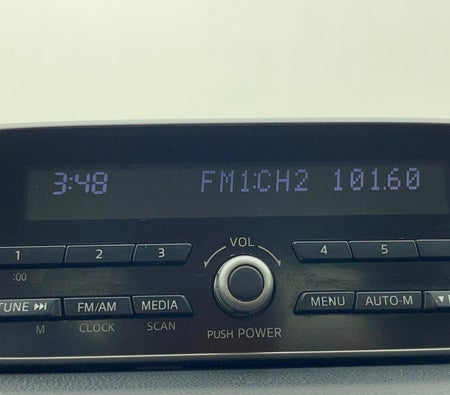 3:48 FM1:CH2 101.60
VOL
1 2 3 4 5
:00
TUNE FM/AM MEDIA MENU AUTO-M
M CLOCK SCAN PUSH POWER